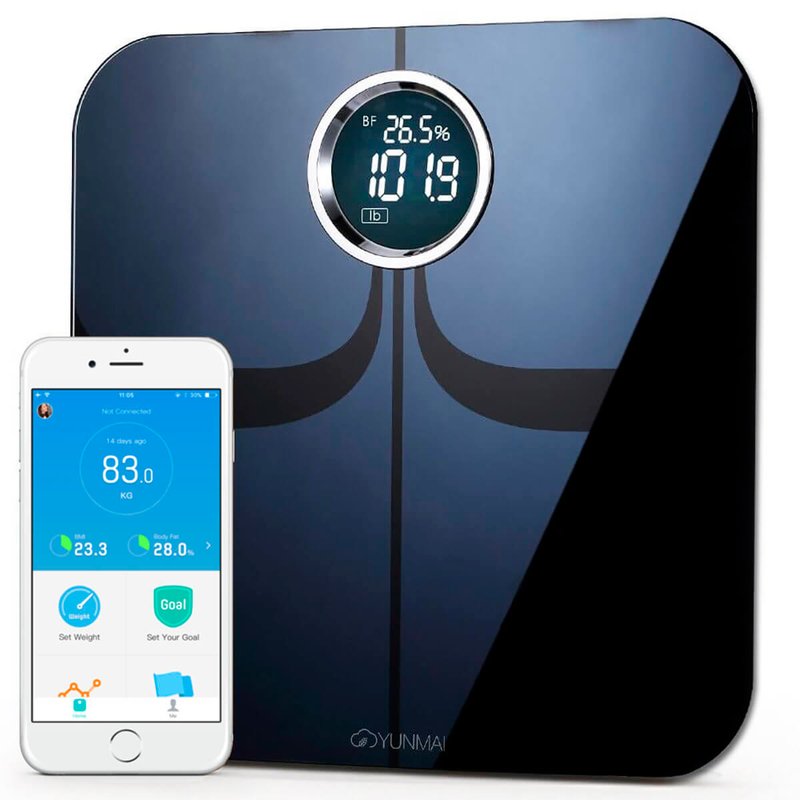 BF 26.5%
101.9
lb
11:05
30%
Not Connected
14 days ago
83.0
KG
BMI
23.3
Body Fat
28.0%
Weight
Set Weight
Goal
Set Your Goal
Home
Me
YUNMAI